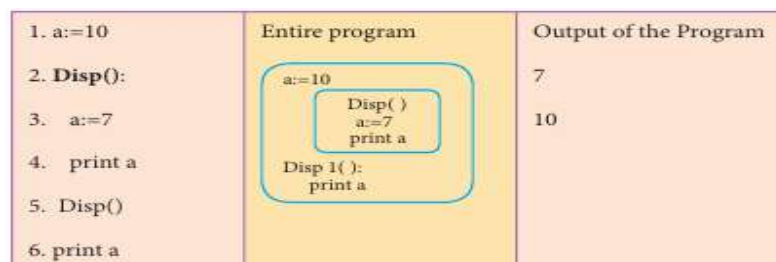 1. a:=10
2. Disp():
3. a:=7
4. print a
5. Disp()
6. print a
Entire program
a:=10
Disp( )
a:=7
print a
Disp 1( ):
print a
Output of the Program
7
10